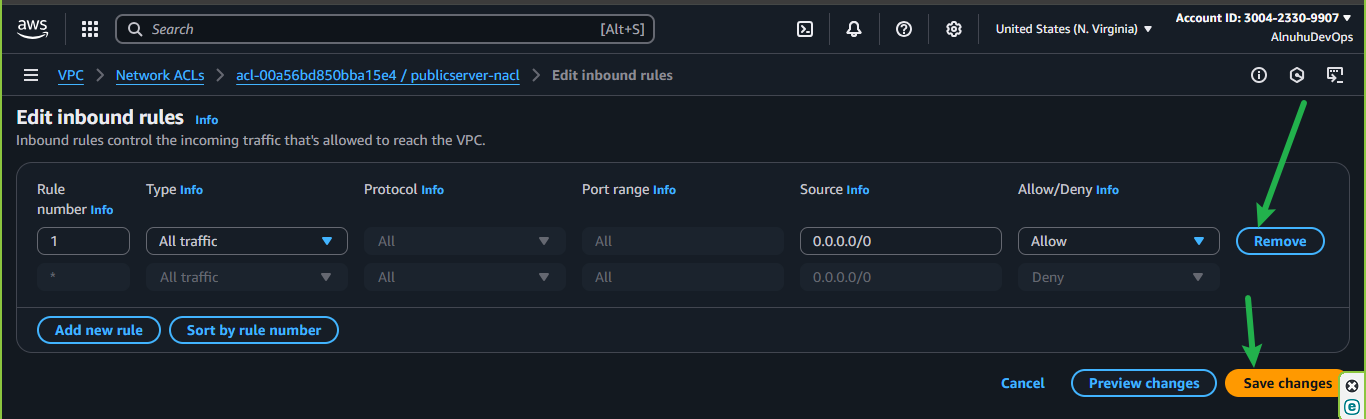 aws
Search [Alt+S]
United States (N. Virginia)
Account ID: 3004-2330-9907
AlnuhuDevOps
VPC > Network ACLs > acl-00a56bd850bba15e4 / publicserver-nacl > Edit inbound rules
Edit inbound rules Info
Inbound rules control the incoming traffic that's allowed to reach the VPC.
Rule number Info Type Info Protocol Info Port range Info Source Info Allow/Deny Info
1 All traffic All All 0.0.0.0/0 Allow Remove
* All traffic All All 0.0.0.0/0 Deny
Add new rule Sort by rule number
Cancel Preview changes Save changes